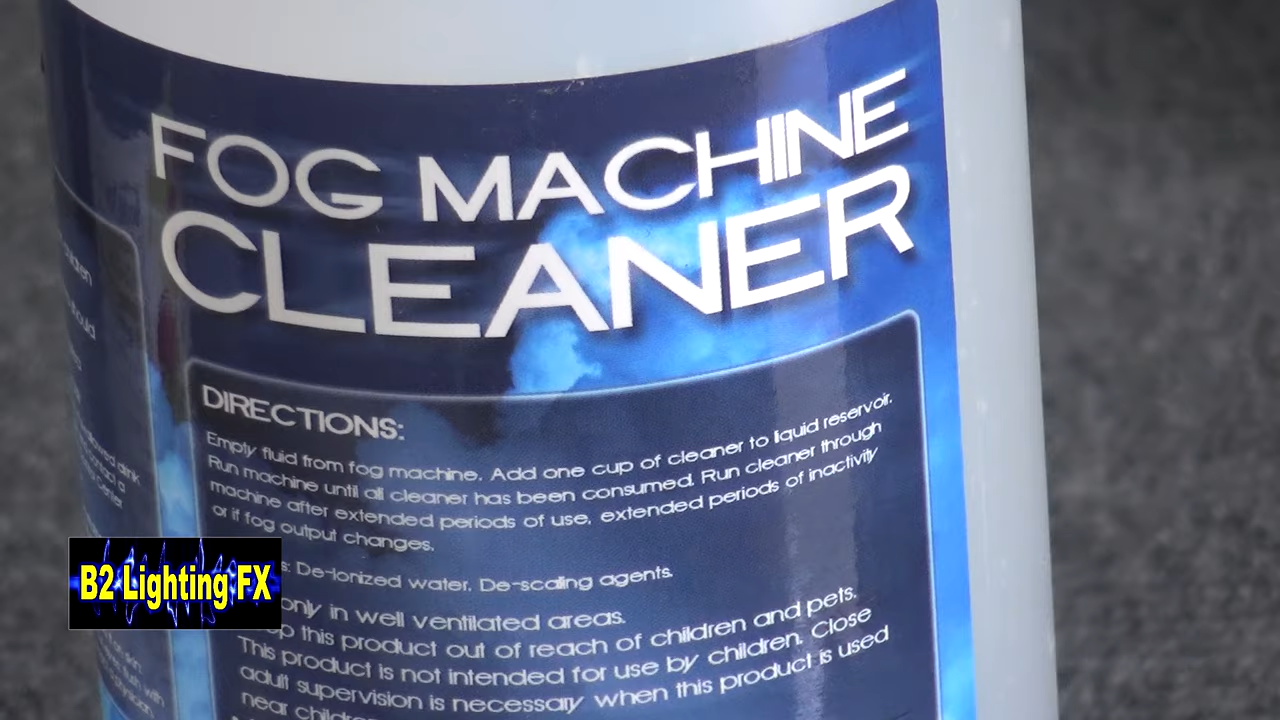 FOG MACHINE
CLEANER
DIRECTIONS:
Empty fluid from fog machine. Add one cup of cleaner to liquid reservoir.
Run machine until all cleaner has been consumed. Run cleaner through
machine after extended periods of use, extended periods of inactivity
or if fog output changes.
De-ionized water. De-scaling agents.
only in well ventilated areas.
this product out of reach of children and pets.
This product is not intended for use by children. Close
adult supervision is necessary when this product is used
near
B2 Lighting FX